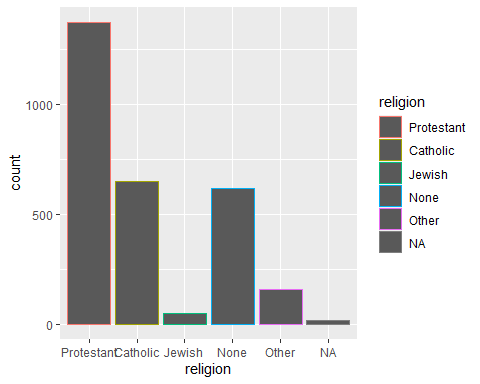 count
1000
500
0
Protestant Catholic Jewish None Other NA
religion
religion
Protestant
Catholic
Jewish
None
Other
NA